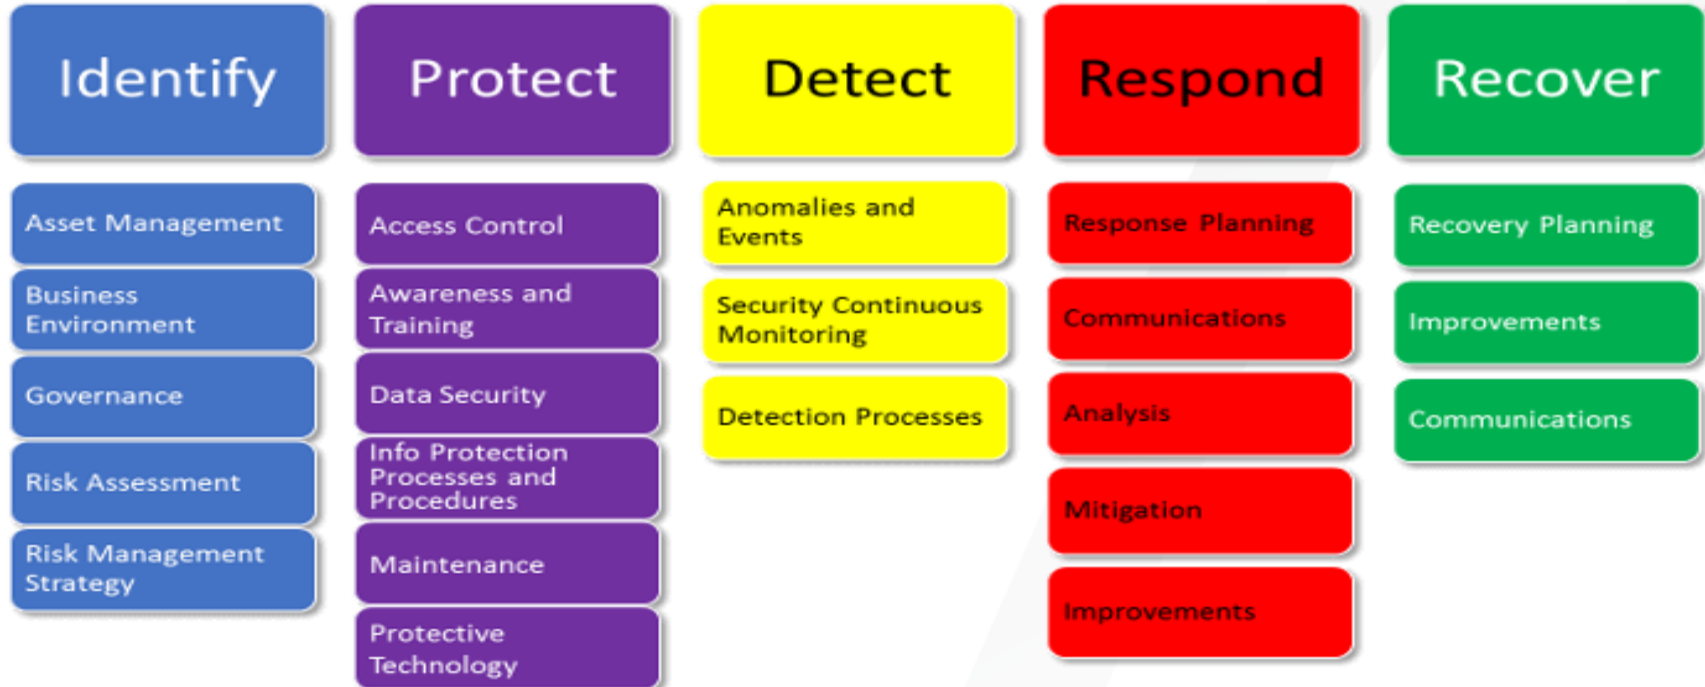 Identify
Protect
Detect
Respond
Recover
Asset Management
Business
Environment
Governance
Risk Assessment
Risk Management
Strategy
Access Control
Awareness and
Training
Data Security
Info Protection
Processes and
Procedures
Maintenance
Protective
Technology
Anomalies and
Events
Security Continuous
Monitoring
Detection Processes
Response Planning
Communications
Analysis
Mitigation
Improvements
Recovery Planning
Improvements
Communications